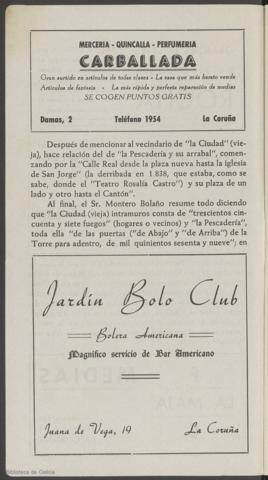 MERCERIA - QUINCALLA - PERFUMERIA
CARBALLADA
Gran surtido en artículos de todas clases - La casa que más barato vende
Artículos de fantasía - La más rápida y perfecta reparación de medias
SE COGEN PUNTOS GRATIS
Damas, 2 Teléfono 1954 La Coruña
Después de mencionar al vecindario de "la Ciudad" (vie-
ja), hace relación del de "la Pescadería y su arrabal", comen-
zando por la "Calle Real desde la plaza nueva hasta la iglesia
de San Jorge" (la derribada en 1838, que estaba, como se
sabe, donde el "Teatro Rosalía Castro") y su plaza de un
lado y otro hasta el Cantón".
Al final, el Sr. Montero Bolaño resume todo diciendo
que "la Ciudad (vieja) intramuros consta de "trescientos cin-
cuenta y siete fuegos" (hogares o vecinos) y "la Pescadería",
toda ella "de las puertas ("de Abajo" y "de Arriba") de la
Torre para adentro, de mil quinientos sesenta y nueve"; en
Jardín Bolo Club
Bolera Americana
Magnífico servicio de Bar Americano
Juana de Vega, 19 La Coruña
Biblioteca de Galicia